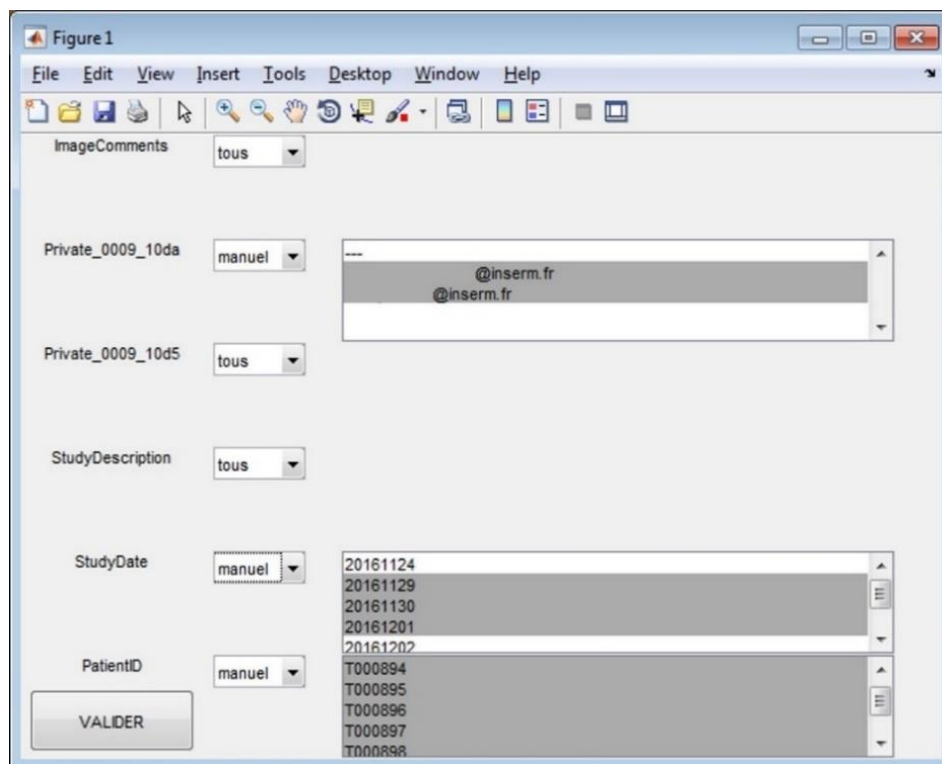 Figure 1
File Edit View Insert Tools Desktop Window Help
ImageComments tous
Private_0009_10da manuel
---
@inserm.fr
@inserm.fr
Private_0009_10d5 tous
StudyDescription tous
StudyDate manuel
20161124
20161129
20161130
20161201
20161202
PatientID manuel
T000894
T000895
T000896
T000897
T000898
VALIDER